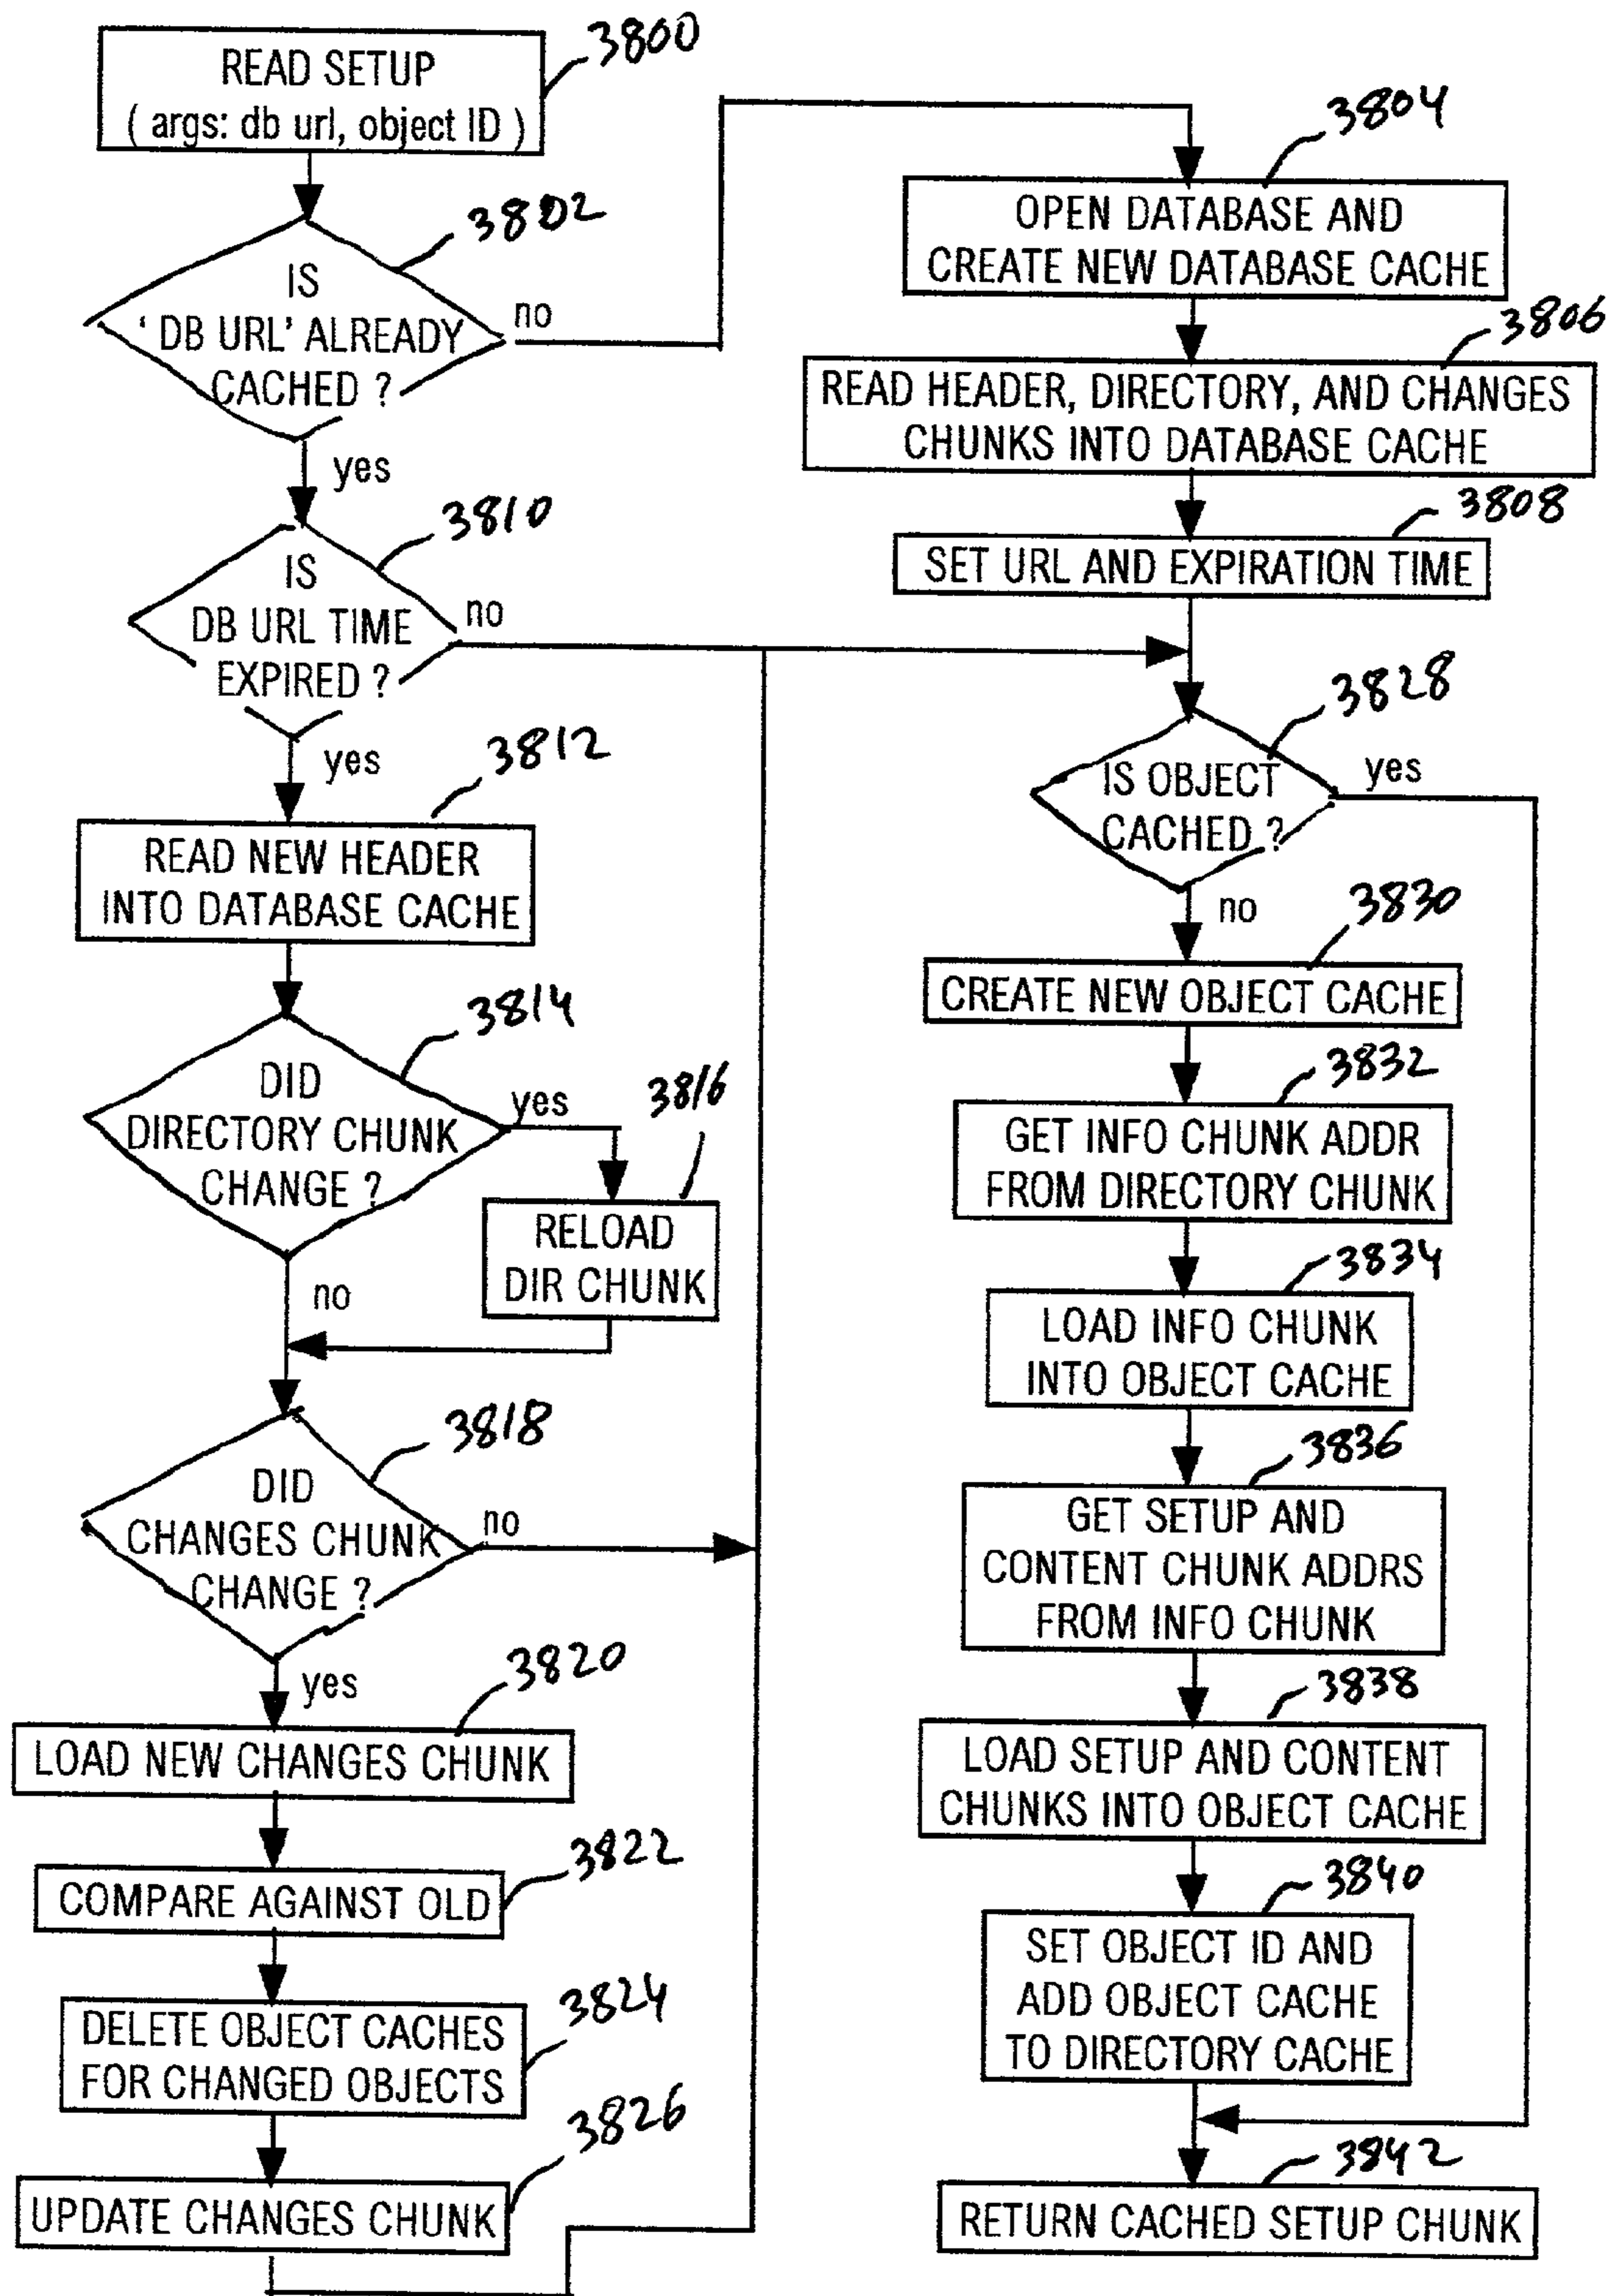 3800
READ SETUP
( args: db url, object ID )
3802
IS
' DB URL' ALREADY
CACHED ?
no
yes
3810
IS
DB URL TIME
EXPIRED ?
no
yes
3812
READ NEW HEADER
INTO DATABASE CACHE
3814
DID
DIRECTORY CHUNK
CHANGE ?
yes
no
3816
RELOAD
DIR CHUNK
3818
DID
CHANGES CHUNK
CHANGE ?
no
yes
3820
LOAD NEW CHANGES CHUNK
3822
COMPARE AGAINST OLD
3824
DELETE OBJECT CACHES
FOR CHANGED OBJECTS
3826
UPDATE CHANGES CHUNK
3804
OPEN DATABASE AND
CREATE NEW DATABASE CACHE
3806
READ HEADER, DIRECTORY, AND CHANGES
CHUNKS INTO DATABASE CACHE
3808
SET URL AND EXPIRATION TIME
3828
IS OBJECT
CACHED ?
yes
no
3830
CREATE NEW OBJECT CACHE
3832
GET INFO CHUNK ADDR
FROM DIRECTORY CHUNK
3834
LOAD INFO CHUNK
INTO OBJECT CACHE
3836
GET SETUP AND
CONTENT CHUNK ADDRS
FROM INFO CHUNK
3838
LOAD SETUP AND CONTENT
CHUNKS INTO OBJECT CACHE
3840
SET OBJECT ID AND
ADD OBJECT CACHE
TO DIRECTORY CACHE
3842
RETURN CACHED SETUP CHUNK